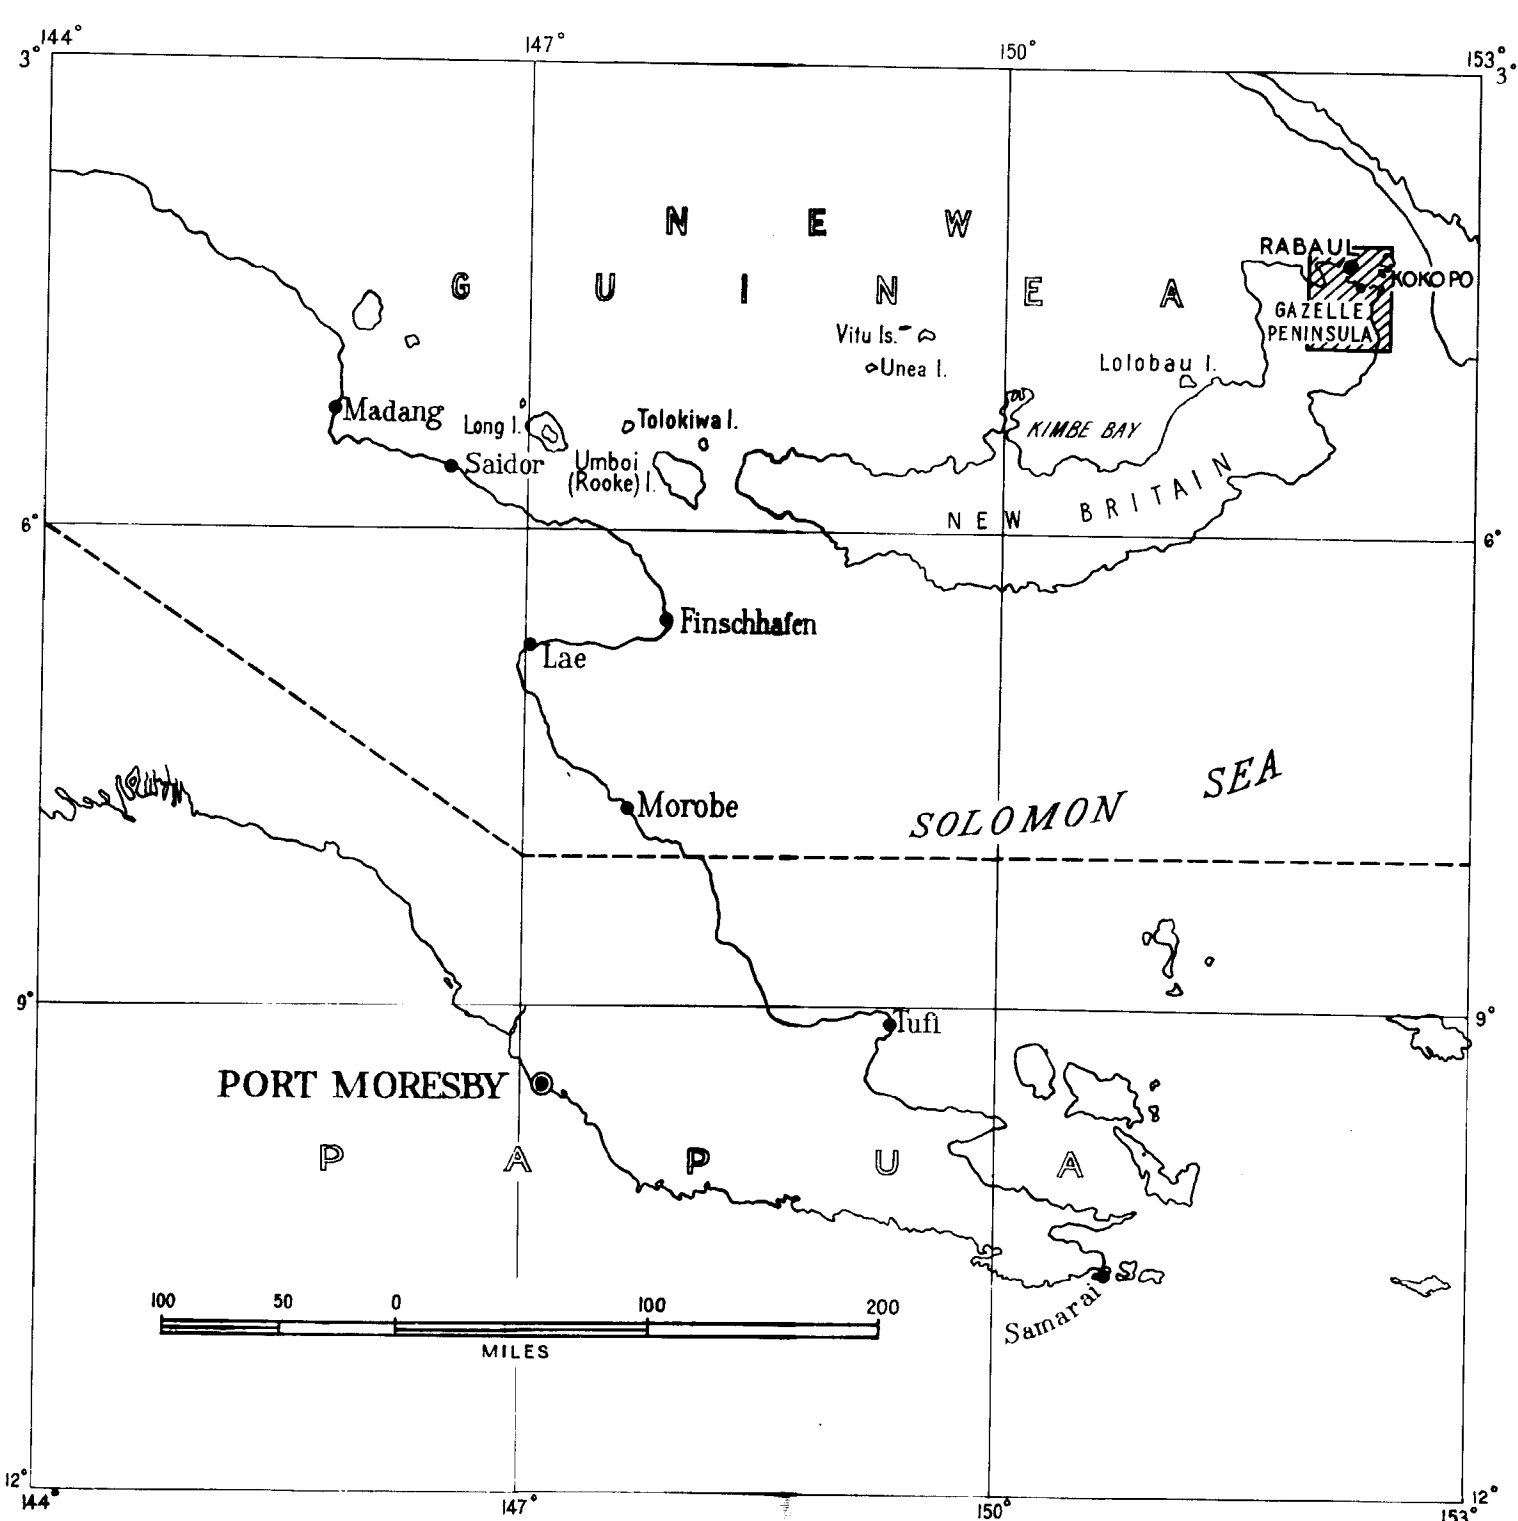 144°
147°
150°
153°
3°
3°
N E W
RABAUL
KOKOPO
G U I N E A
GAZELLE
PENINSULA
Vitu Is.
Unea I.
Lolobau I.
Madang
Long I.
Tolokiwa I.
KIMBE BAY
Saidor
Umboi
(Rooke) I.
NEW BRITAIN
6°
6°
Finschhafen
Lae
SOLOMON SEA
Morobe
9°
9°
Tufi
PORT MORESBY
P A P U A
Samarai
100 50 0 100 200
MILES
12°
12°
144°
147°
150°
153°